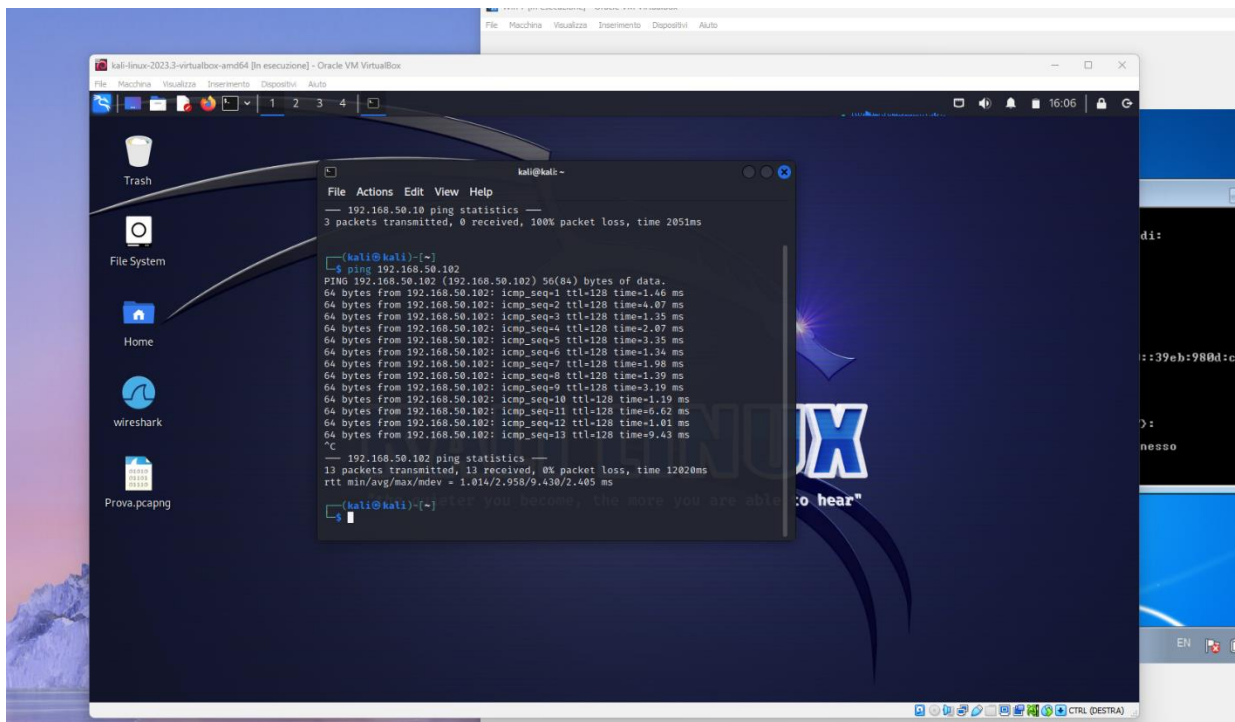 File Macchina Visualizza Inserimento Dispositivi Aiuto
kali-linux-2023.3-virtualbox-amd64 [In esecuzione] - Oracle VM VirtualBox
File Macchina Visualizza Inserimento Dispositivi Aiuto
1 2 3 4
16:06
Trash
File System
Home
wireshark
Prova.pcapng
kali@kali: ~
File Actions Edit View Help
— 192.168.50.10 ping statistics —
3 packets transmitted, 0 received, 100% packet loss, time 2051ms
(kali㉿kali)-[~]
$ ping 192.168.50.102
PING 192.168.50.102 (192.168.50.102) 56(84) bytes of data.
64 bytes from 192.168.50.102: icmp_seq=1 ttl=128 time=1.46 ms
64 bytes from 192.168.50.102: icmp_seq=2 ttl=128 time=4.07 ms
64 bytes from 192.168.50.102: icmp_seq=3 ttl=128 time=1.35 ms
64 bytes from 192.168.50.102: icmp_seq=4 ttl=128 time=2.07 ms
64 bytes from 192.168.50.102: icmp_seq=5 ttl=128 time=3.35 ms
64 bytes from 192.168.50.102: icmp_seq=6 ttl=128 time=1.34 ms
64 bytes from 192.168.50.102: icmp_seq=7 ttl=128 time=1.98 ms
64 bytes from 192.168.50.102: icmp_seq=8 ttl=128 time=1.39 ms
64 bytes from 192.168.50.102: icmp_seq=9 ttl=128 time=3.19 ms
64 bytes from 192.168.50.102: icmp_seq=10 ttl=128 time=1.19 ms
64 bytes from 192.168.50.102: icmp_seq=11 ttl=128 time=6.62 ms
64 bytes from 192.168.50.102: icmp_seq=12 ttl=128 time=1.01 ms
64 bytes from 192.168.50.102: icmp_seq=13 ttl=128 time=9.43 ms
^C
— 192.168.50.102 ping statistics —
13 packets transmitted, 13 received, 0% packet loss, time 12020ms
rtt min/avg/max/mdev = 1.014/2.958/9.430/2.405 ms
(kali㉿kali)-[~]
$
"the quieter you become, the more you are able to hear"
di:
::39eb:980d:c
>:
nesso
EN
CTRL (DESTRA)